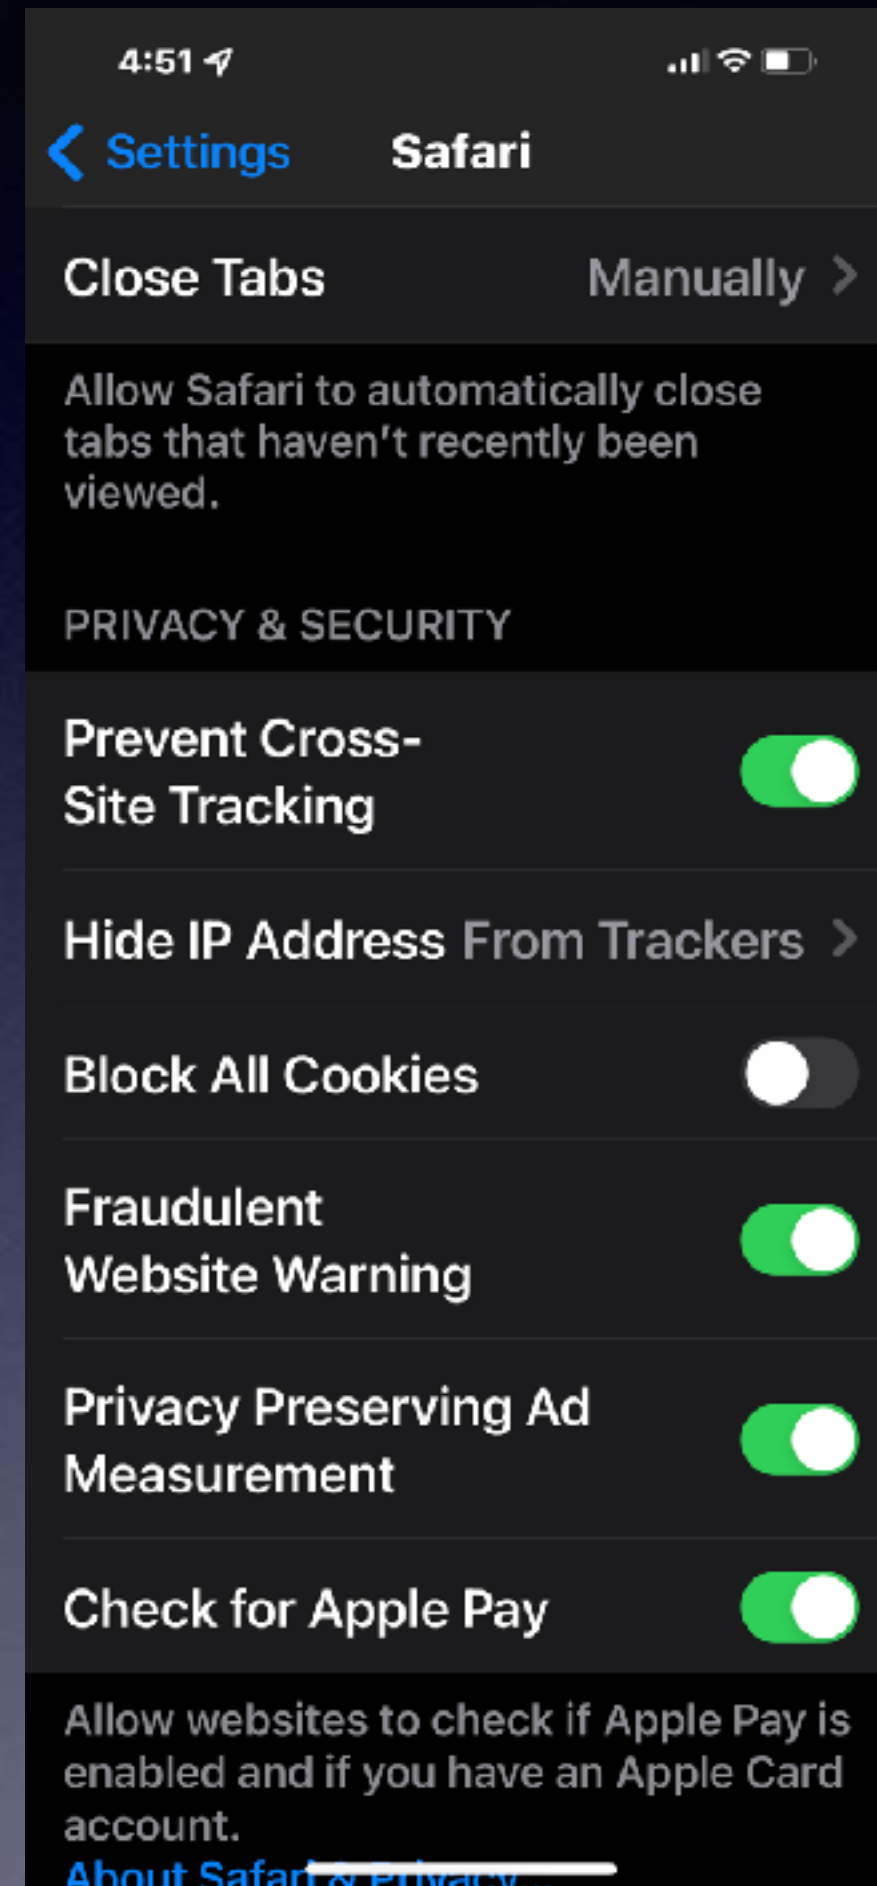 4:51
Settings
Safari
Close Tabs Manually
Allow Safari to automatically close
tabs that haven't recently been
viewed.
PRIVACY & SECURITY
Prevent Cross-
Site Tracking
Hide IP Address From Trackers
Block All Cookies
Fraudulent
Website Warning
Privacy Preserving Ad
Measurement
Check for Apple Pay
Allow websites to check if Apple Pay is
enabled and if you have an Apple Card
account.
About Safari & Privacy...